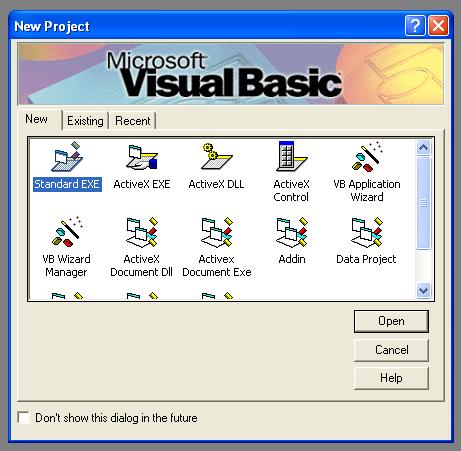 New Project
Microsoft
Visual Basic
New Existing Recent
Standard EXE ActiveX EXE ActiveX DLL ActiveX Control VB Application Wizard
VB Wizard Manager ActiveX Document Dll Activex Document Exe Addin Data Project
Open
Cancel
Help
Don't show this dialog in the future